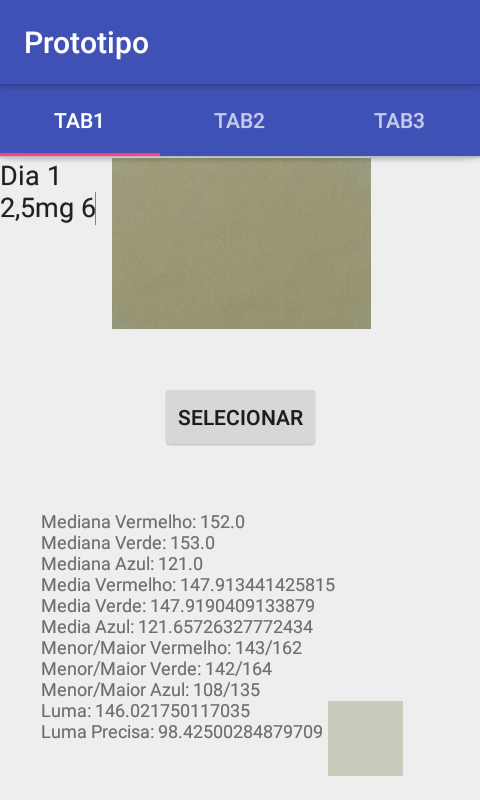 Prototipo
TAB1 TAB2 TAB3
Dia 1
2,5mg 6
SELECIONAR
Mediana Vermelho: 152.0
Mediana Verde: 153.0
Mediana Azul: 121.0
Media Vermelho: 147.913441425815
Media Verde: 147.9190409133879
Media Azul: 121.65726327772434
Menor/Maior Vermelho: 143/162
Menor/Maior Verde: 142/164
Menor/Maior Azul: 108/135
Luma: 146.021750117035
Luma Precisa: 98.42500284879709